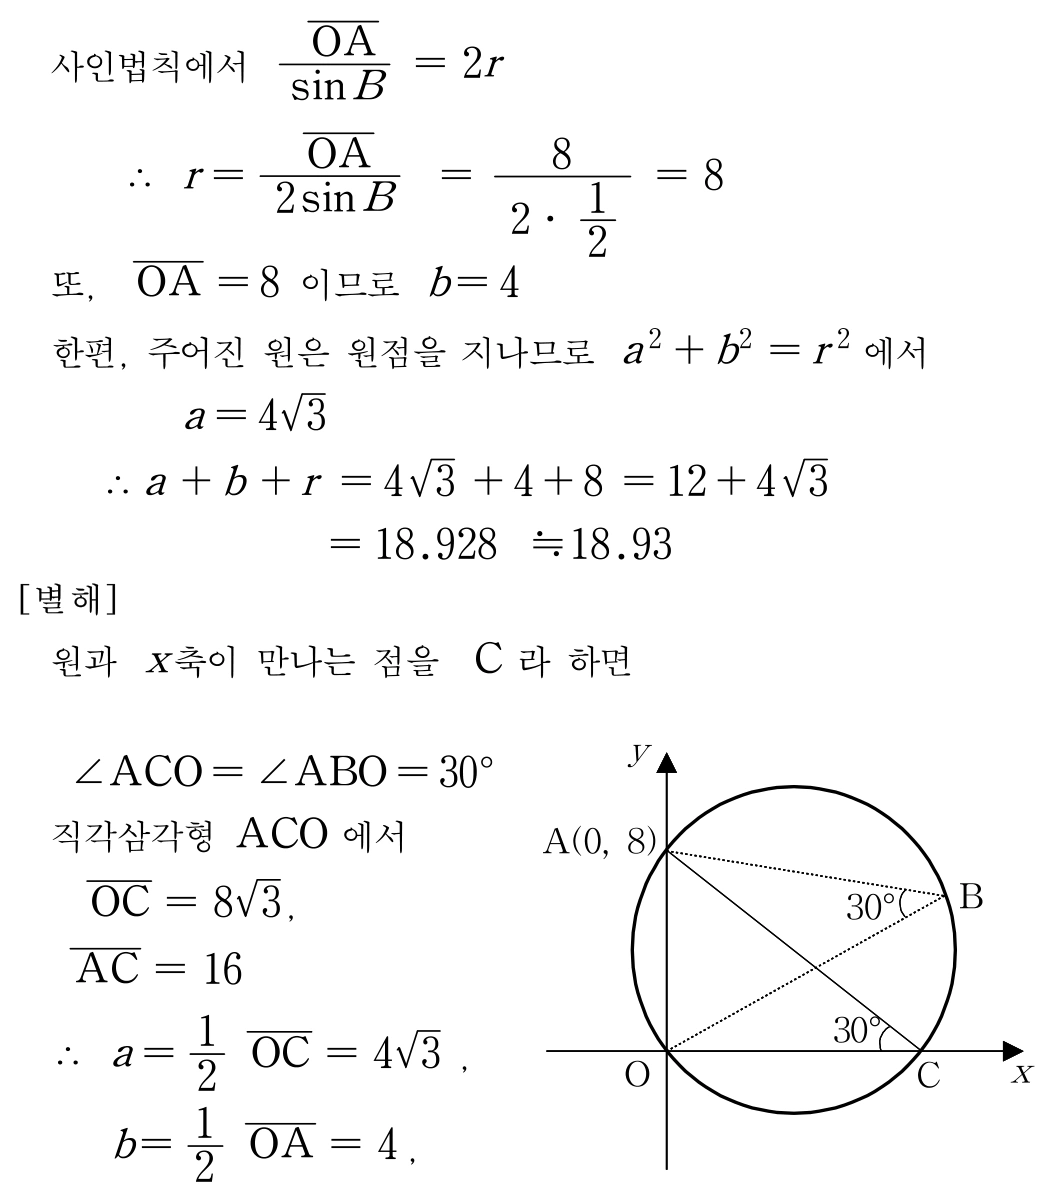 사인법칙에서 $\frac{\overline{OA}}{\sin B} = 2r$
∴ $r = \frac{\overline{OA}}{2\sin B} = \frac{8}{2 \cdot \frac{1}{2}} = 8$
또, $\overline{OA} = 8$ 이므로 $b = 4$
한편, 주어진 원은 원점을 지나므로 $a^2 + b^2 = r^2$ 에서
$a = 4\sqrt{3}$
∴ $a + b + r = 4\sqrt{3} + 4 + 8 = 12 + 4\sqrt{3}$
= 18.928 ≒18.93
[별해]
원과 x축이 만나는 점을 C 라 하면
∠ACO = ∠ABO = 30°
직각삼각형 ACO 에서
$\overline{OC} = 8\sqrt{3}$,
$\overline{AC} = 16$
∴ $a = \frac{1}{2} \overline{OC} = 4\sqrt{3}$ ,
$b = \frac{1}{2} \overline{OA} = 4$ ,
y
A(0, 8)
30°
B
30°
O
C
x